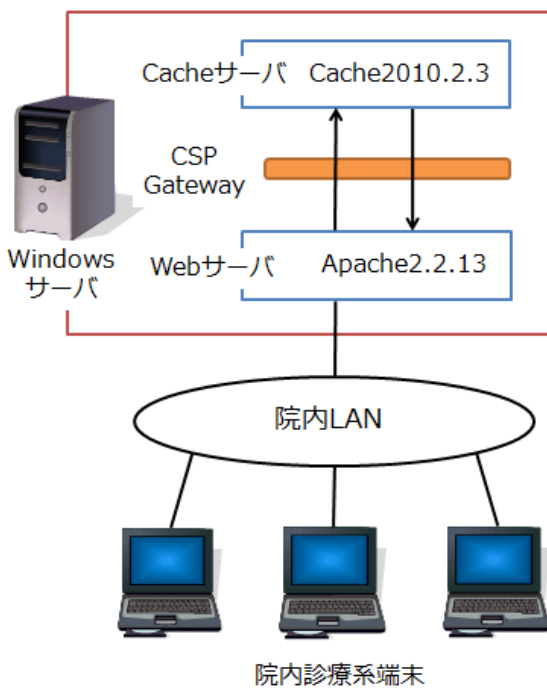 Cacheサーバ Cache2010.2.3
CSP
Gateway
Windows
サーバ
Webサーバ Apache2.2.13
院内LAN
院内診療系端末